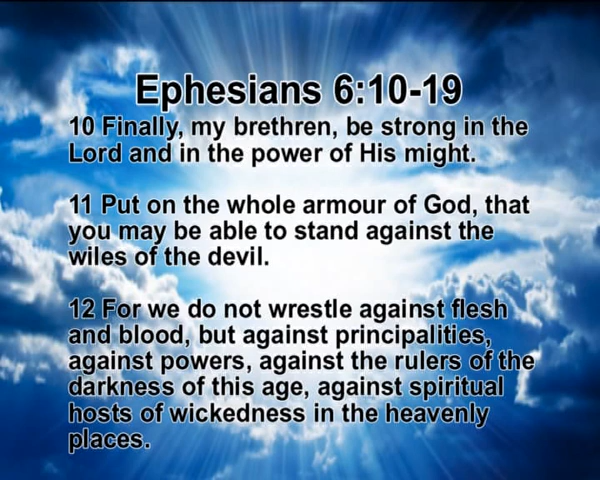 Ephesians 6:10-19
10 Finally, my brethren, be strong in the
Lord and in the power of His might.
11 Put on the whole armour of God, that
you may be able to stand against the
wiles of the devil.
12 For we do not wrestle against flesh
and blood, but against principalities,
against powers, against the rulers of the
darkness of this age, against spiritual
hosts of wickedness in the heavenly
places.